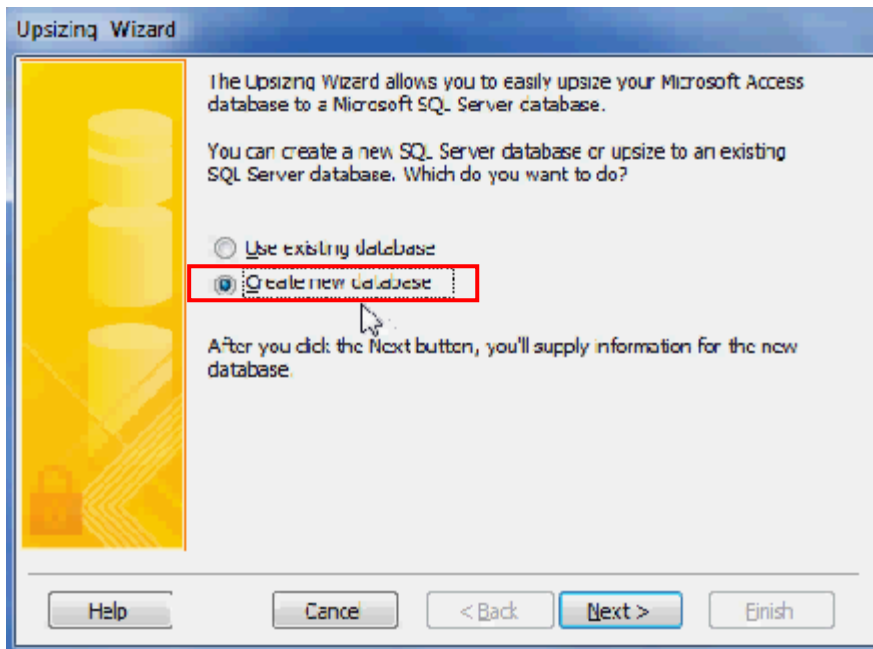 Upsizing Wizard
The Upsizing Wizard allows you to easily upsize your Microsoft Access
database to a Microsoft SQL Server database.
You can create a new SQL Server database or upsize to an existing
SQL Server database. Which do you want to do?
Use existing database
Create new database
After you click the Next button, you'll supply information for the new
database.
Help
Cancel
< Back
Next >
Finish